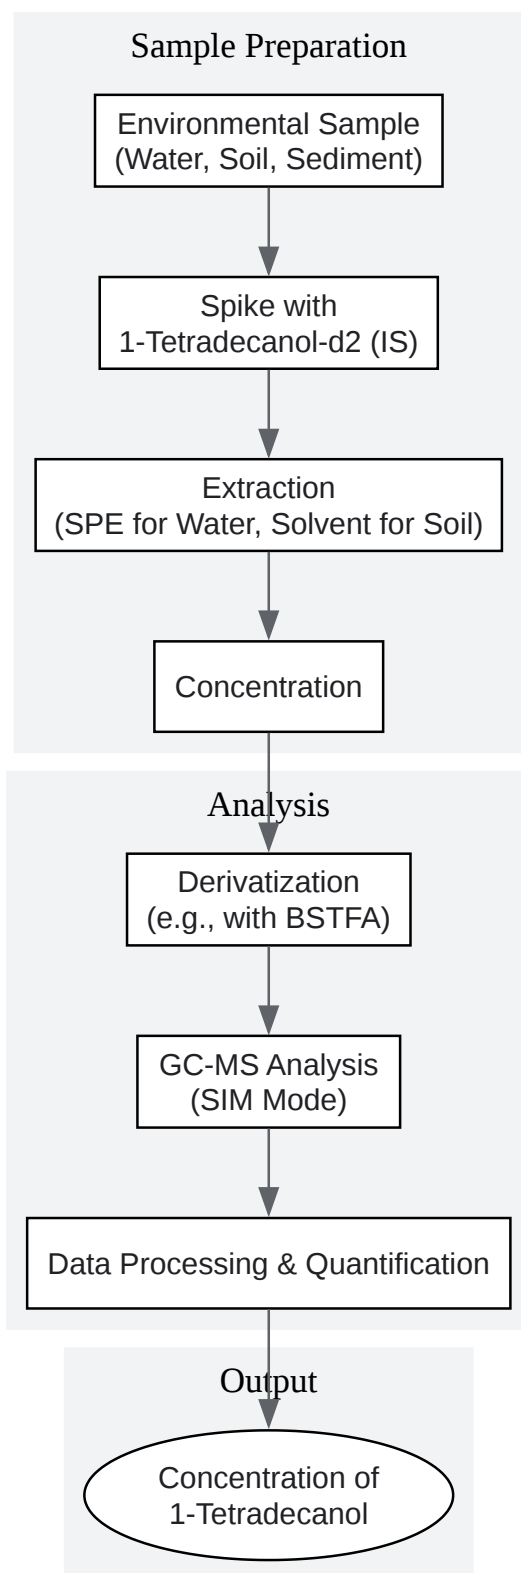 Sample Preparation
Environmental Sample
(Water, Soil, Sediment)
Spike with
1-Tetradecanol-d2 (IS)
Extraction
(SPE for Water, Solvent for Soil)
Concentration
Analysis
Derivatization
(e.g., with BSTFA)
GC-MS Analysis
(SIM Mode)
Data Processing & Quantification
Output
Concentration of
1-Tetradecanol